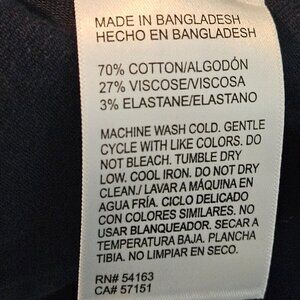 MADE IN BANGLADESH
HECHO EN BANGLADESH
70% COTTON/ALGODÓN
27% VISCOSE/VISCOSA
3% ELASTANE/ELASTANO
MACHINE WASH COLD. GENTLE
CYCLE WITH LIKE COLORS. DO
NOT BLEACH. TUMBLE DRY
LOW. COOL IRON. DO NOT DRY
CLEAN./ LAVAR A MÁQUINA EN
AGUA FRÍA. CICLO DELICADO
CON COLORES SIMILARES. NO
USAR BLANQUEADOR. SECAR A
TEMPERATURA BAJA. PLANCHA
TIBIA. NO LIMPIAR EN SECO.
RN# 54163
CA# 57151